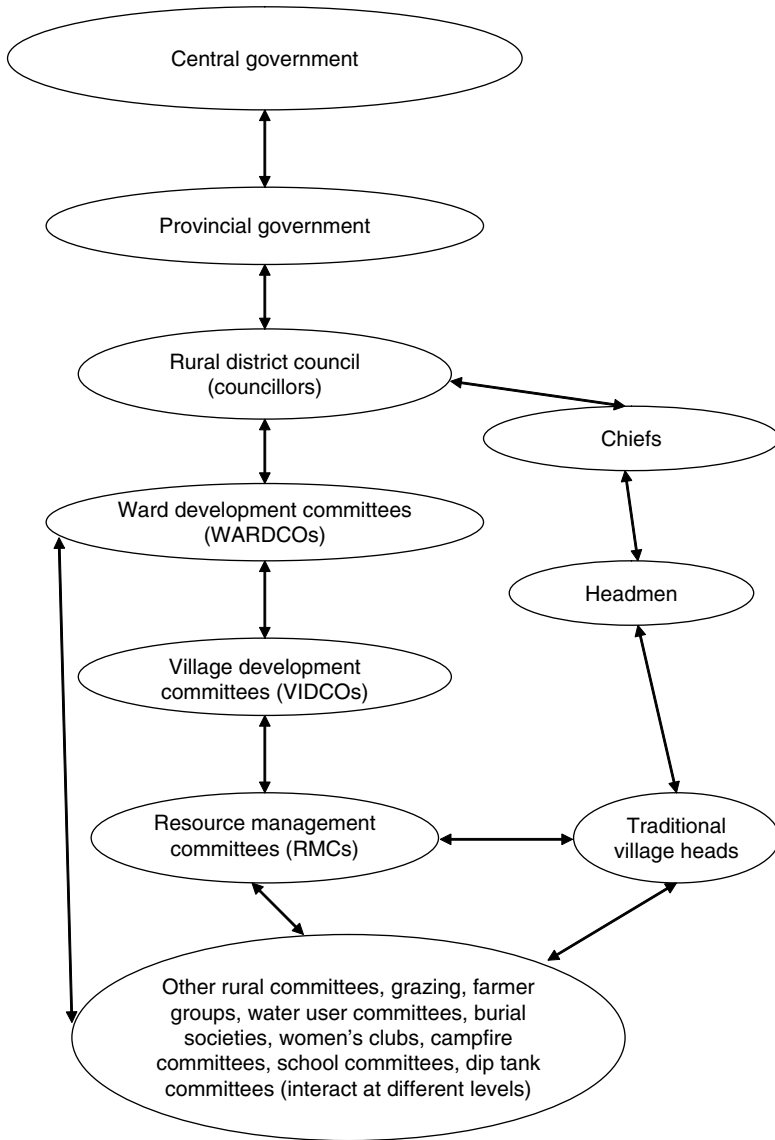 Central government
Provincial government
Rural district council
(councillors)
Chiefs
Ward development committees
(WARDCOs)
Headmen
Village development
committees (VIDCOs)
Resource management
committees (RMCs)
Traditional
village heads
Other rural committees, grazing, farmer
groups, water user committees, burial
societies, women's clubs, campfire
committees, school committees, dip tank
committees (interact at different levels)